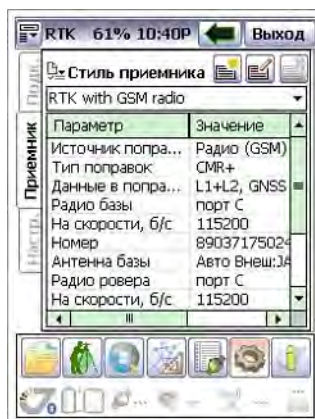 RTK 61% 10:40P Выход
Стиль приемника
Подк.
RTK with GSM radio
Приемник
Параметр Значение
Источник попра... Радио (GSM)
Тип поправок CMR+
Данные в попра... L1+L2, GNSS
Радио базы порт C
На скорости, б/с 115200
Номер 89037175024
Антенна базы Авто Внеш:JA
Радио ровера порт C
На скорости, б/с 115200
Настр.